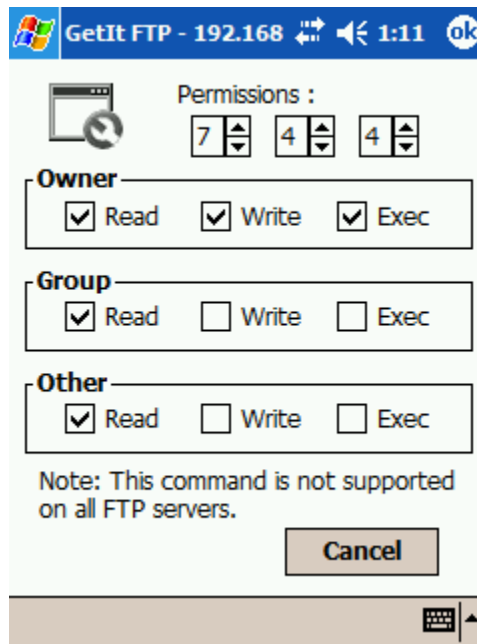 GetIt FTP - 192.168 1:11 ok
Permissions :
7 4 4
Owner
Read Write Exec
Group
Read Write Exec
Other
Read Write Exec
Note: This command is not supported
on all FTP servers.
Cancel